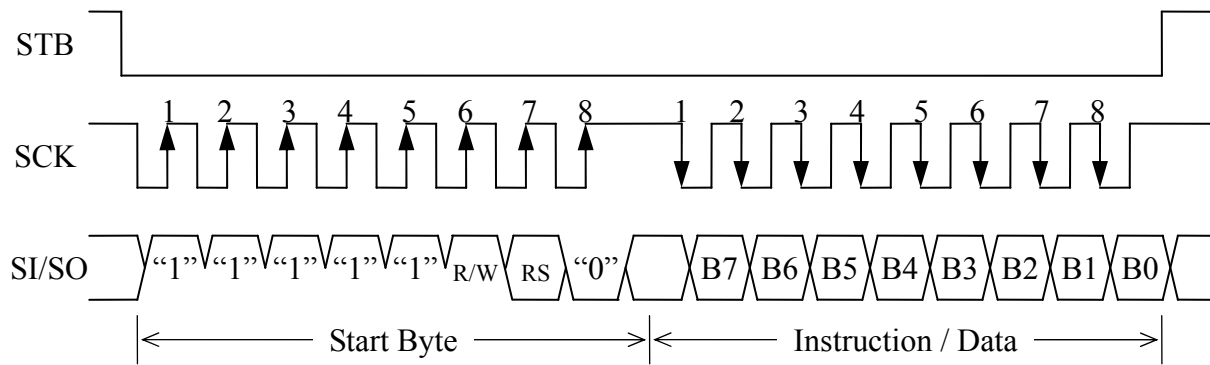 STB
1 2 3 4 5 6 7 8 1 2 3 4 5 6 7 8
SCK
SI/SO “1” “1” “1” “1” “1” R/W RS “0” B7 B6 B5 B4 B3 B2 B1 B0
Start Byte Instruction / Data